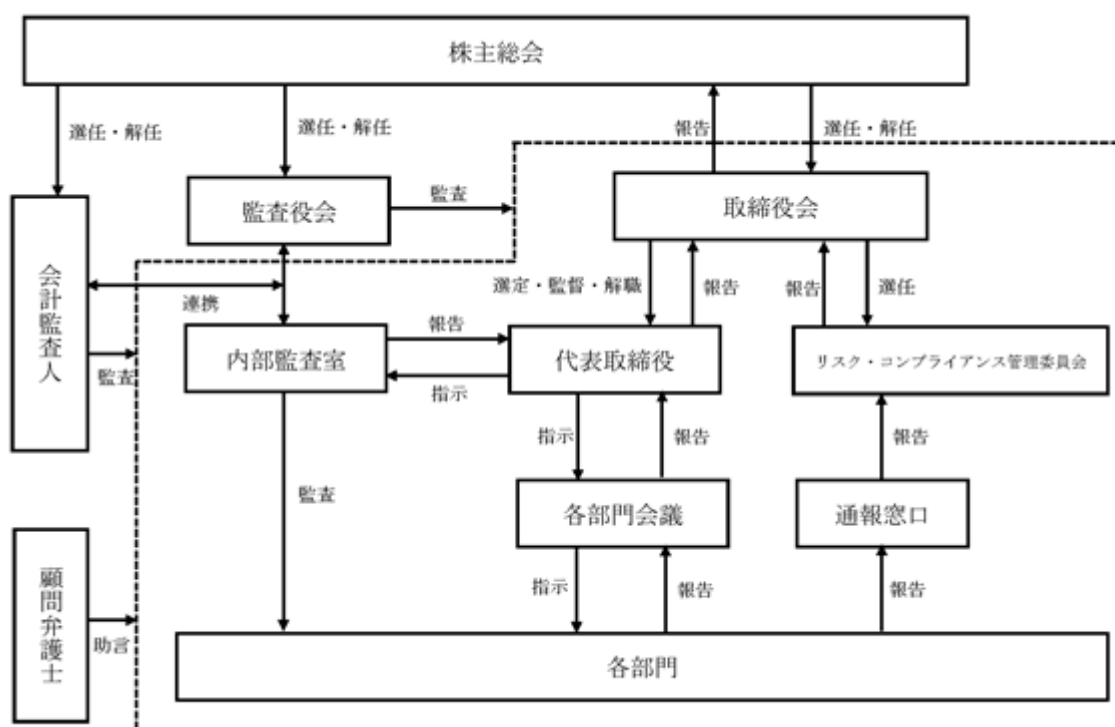 株主総会
選任・解任
選任・解任
報告
選任・解任
監査役会
監査
取締役会
会計監査人
連携
選定・監督・解職
報告
報告
選任
監査
内部監査室
報告
指示
代表取締役
リスク・コンプライアンス管理委員会
指示
報告
報告
監査
各部門会議
通報窓口
顧問弁護士
助言
指示
報告
報告
各部門